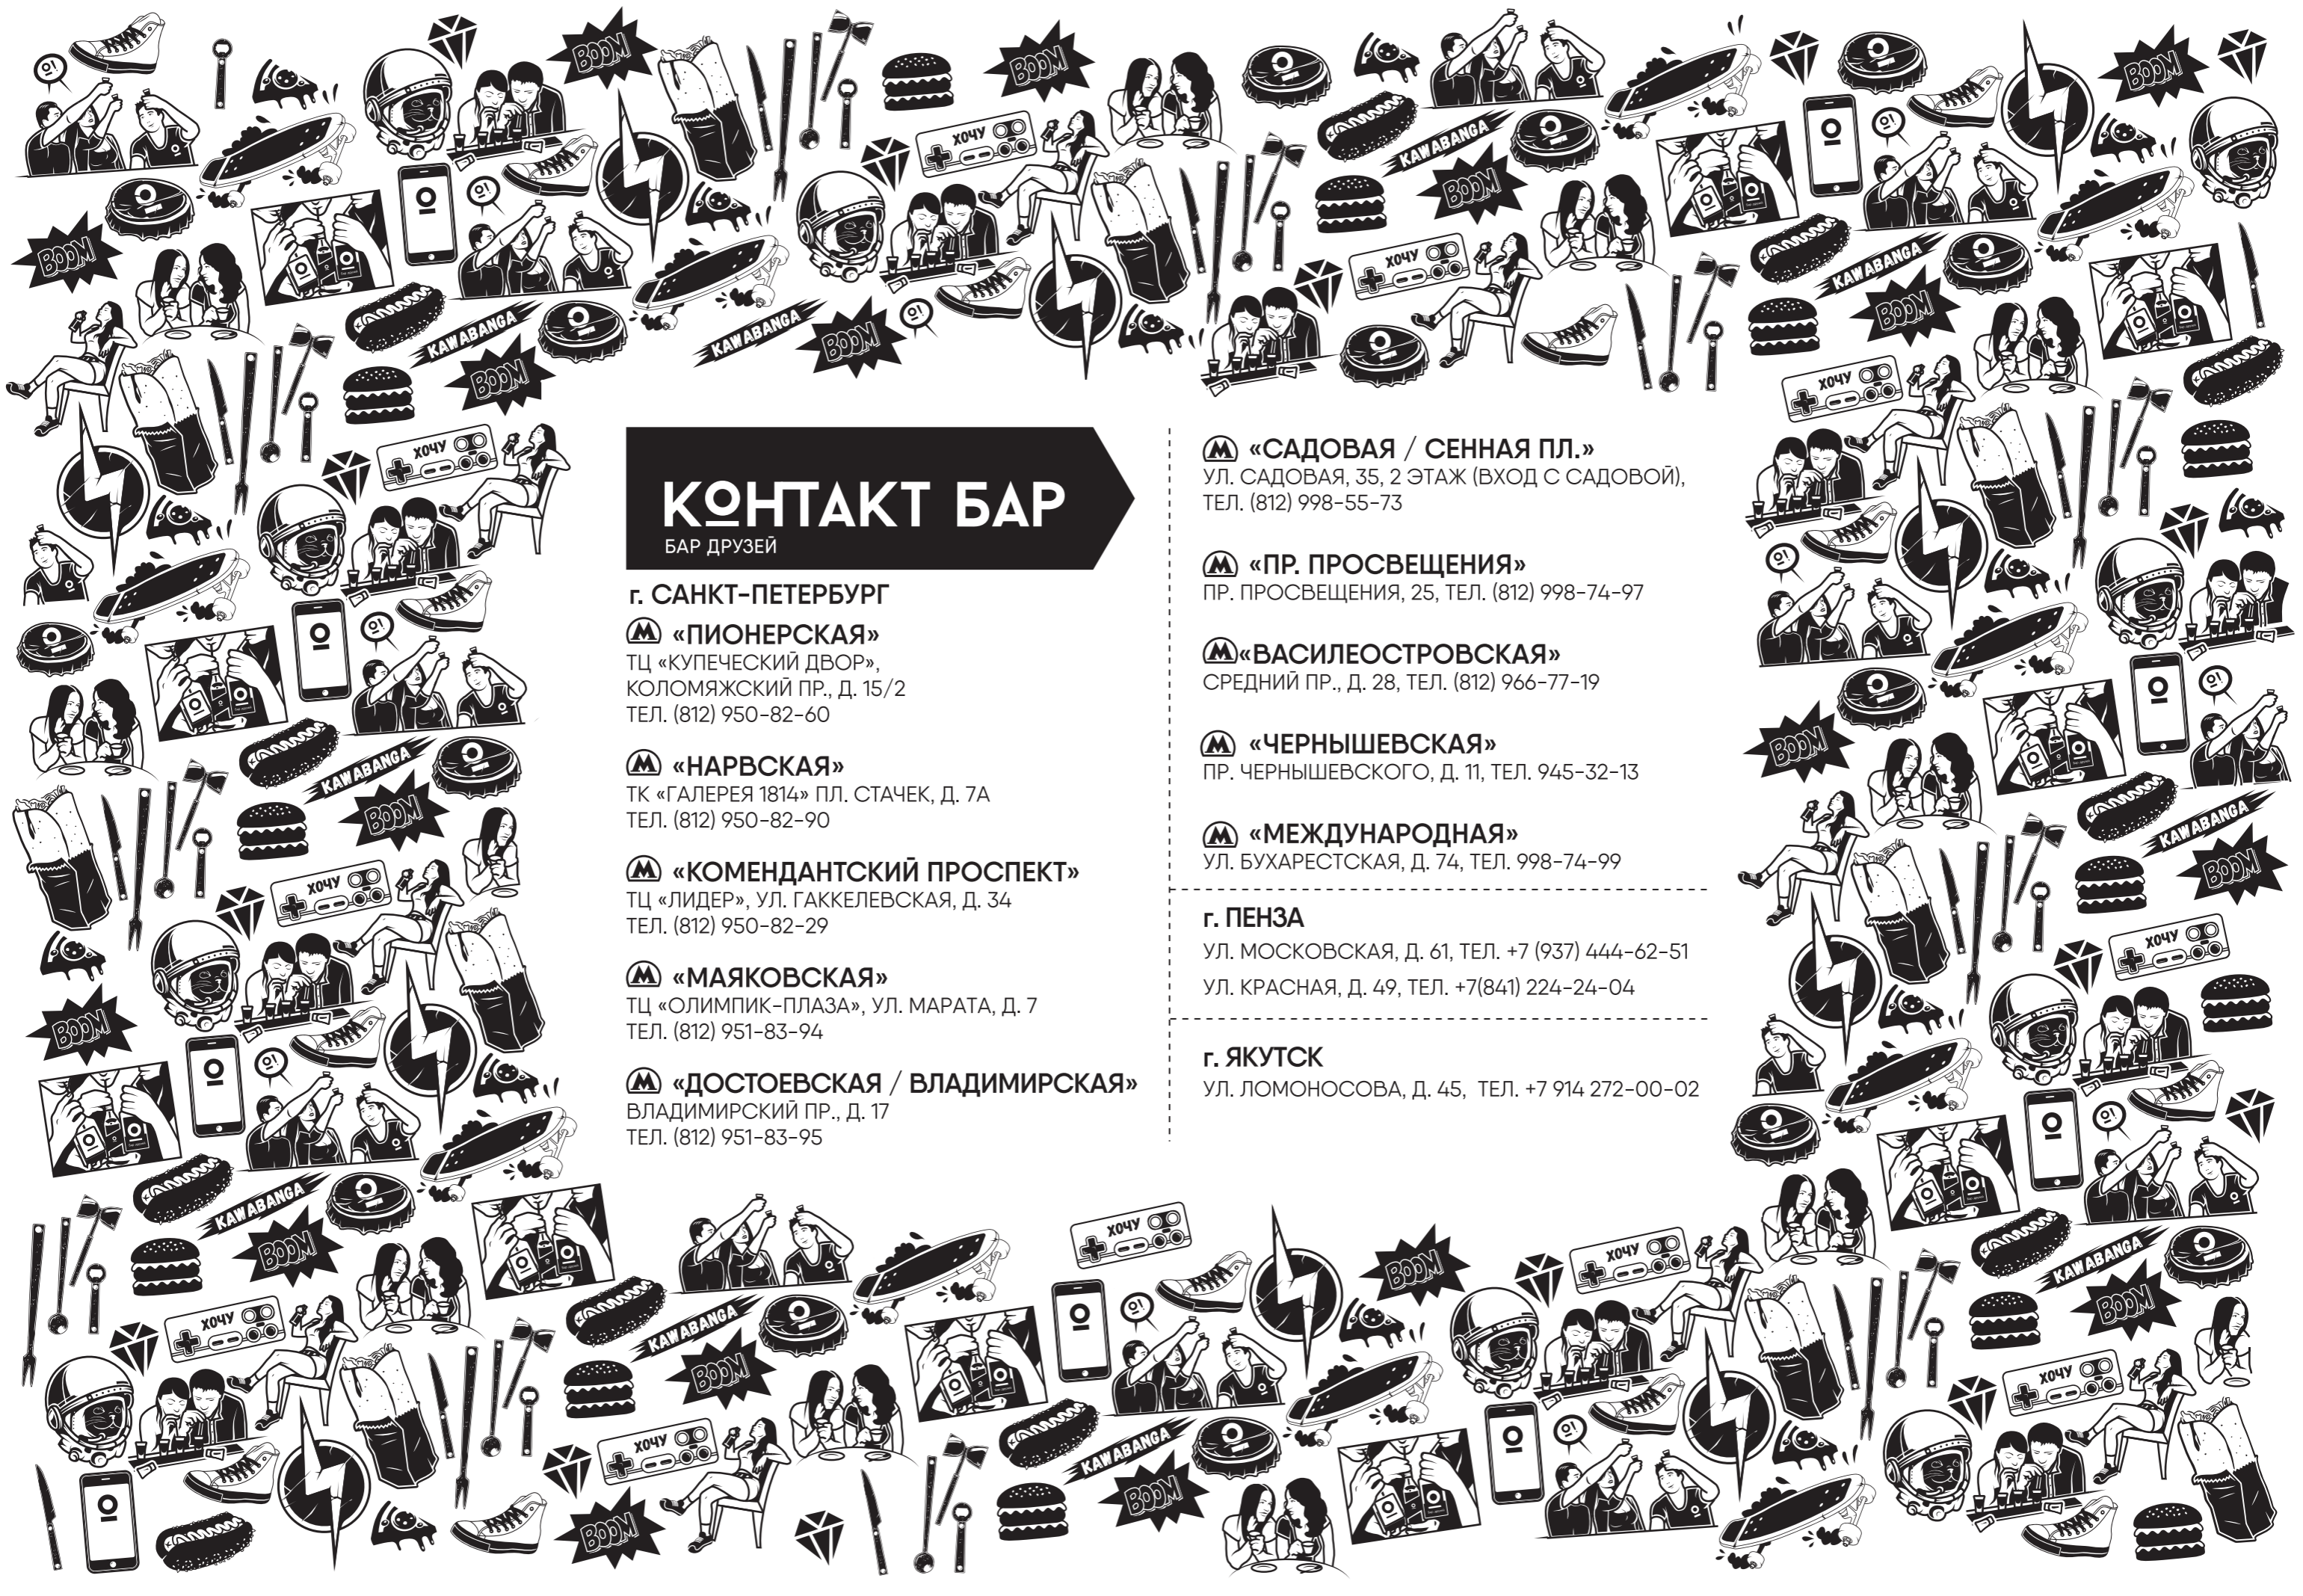 КОНТАКТ БАР
БАР ДРУЗЕЙ
г. САНКТ-ПЕТЕРБУРГ
М «ПИОНЕРСКАЯ»
ТЦ «КУПЕЧЕСКИЙ ДВОР»,
КОЛОМЯЖСКИЙ ПР., Д. 15/2
ТЕЛ. (812) 950-82-60
М «НАРВСКАЯ»
ТК «ГАЛЕРЕЯ 1814» ПЛ. СТАЧЕК, Д. 7А
ТЕЛ. (812) 950-82-90
М «КОМЕНДАНТСКИЙ ПРОСПЕКТ»
ТЦ «ЛИДЕР», УЛ. ГАККЕЛЕВСКАЯ, Д. 34
ТЕЛ. (812) 950-82-29
М «МАЯКОВСКАЯ»
ТЦ «ОЛИМПИК-ПЛАЗА», УЛ. МАРАТА, Д. 7
ТЕЛ. (812) 951-83-94
М «ДОСТОЕВСКАЯ / ВЛАДИМИРСКАЯ»
ВЛАДИМИРСКИЙ ПР., Д. 17
ТЕЛ. (812) 951-83-95
М «САДОВАЯ / СЕННАЯ ПЛ.»
УЛ. САДОВАЯ, 35, 2 ЭТАЖ (ВХОД С САДОВОЙ),
ТЕЛ. (812) 998-55-73
М «ПР. ПРОСВЕЩЕНИЯ»
ПР. ПРОСВЕЩЕНИЯ, 25, ТЕЛ. (812) 998-74-97
М «ВАСИЛЕОСТРОВСКАЯ»
СРЕДНИЙ ПР., Д. 28, ТЕЛ. (812) 966-77-19
М «ЧЕРНЫШЕВСКАЯ»
ПР. ЧЕРНЫШЕВСКОГО, Д. 11, ТЕЛ. 945-32-13
М «МЕЖДУНАРОДНАЯ»
УЛ. БУХАРЕСТСКАЯ, Д. 74, ТЕЛ. 998-74-99
г. ПЕНЗА
УЛ. МОСКОВСКАЯ, Д. 61, ТЕЛ. +7 (937) 444-62-51
УЛ. КРАСНАЯ, Д. 49, ТЕЛ. +7(841) 224-24-04
г. ЯКУТСК
УЛ. ЛОМОНОСОВА, Д. 45, ТЕЛ. +7 914 272-00-02
BOOM
KAWABANGA
ХОЧУ
О!